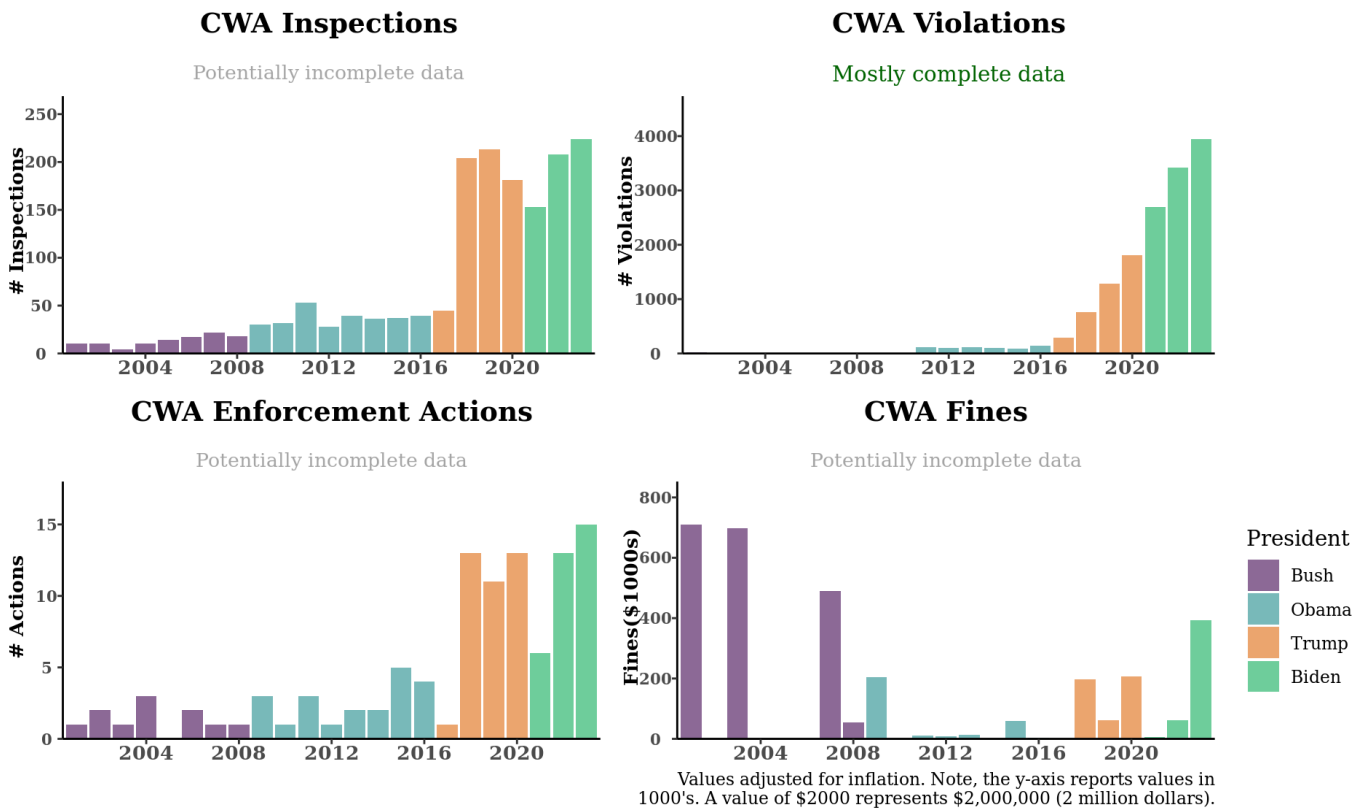 CWA Inspections
Potentially incomplete data
# Inspections
250
200
150
100
50
0
2004
2008
2012
2016
2020
CWA Violations
Mostly complete data
# Violations
4000
3000
2000
1000
0
2004
2008
2012
2016
2020
CWA Enforcement Actions
Potentially incomplete data
# Actions
15
10
5
0
2004
2008
2012
2016
2020
CWA Fines
Potentially incomplete data
Fines($1000s)
800
600
400
200
0
2004
2008
2012
2016
2020
President
Bush
Obama
Trump
Biden
Values adjusted for inflation. Note, the y-axis reports values in
1000's. A value of $2000 represents $2,000,000 (2 million dollars).